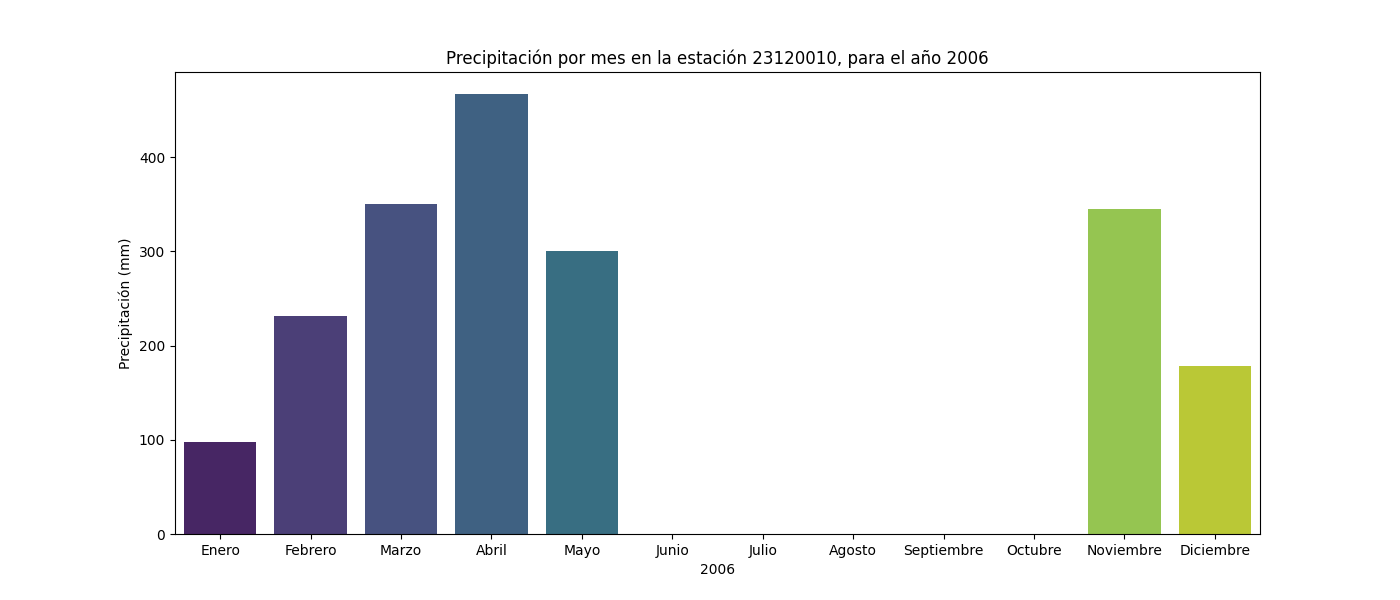 Precipitación por mes en la estación 23120010, para el año 2006
Precipitación (mm)
400
300
200
100
0
Enero Febrero Marzo Abril Mayo Junio Julio Agosto Septiembre Octubre Noviembre Diciembre
2006